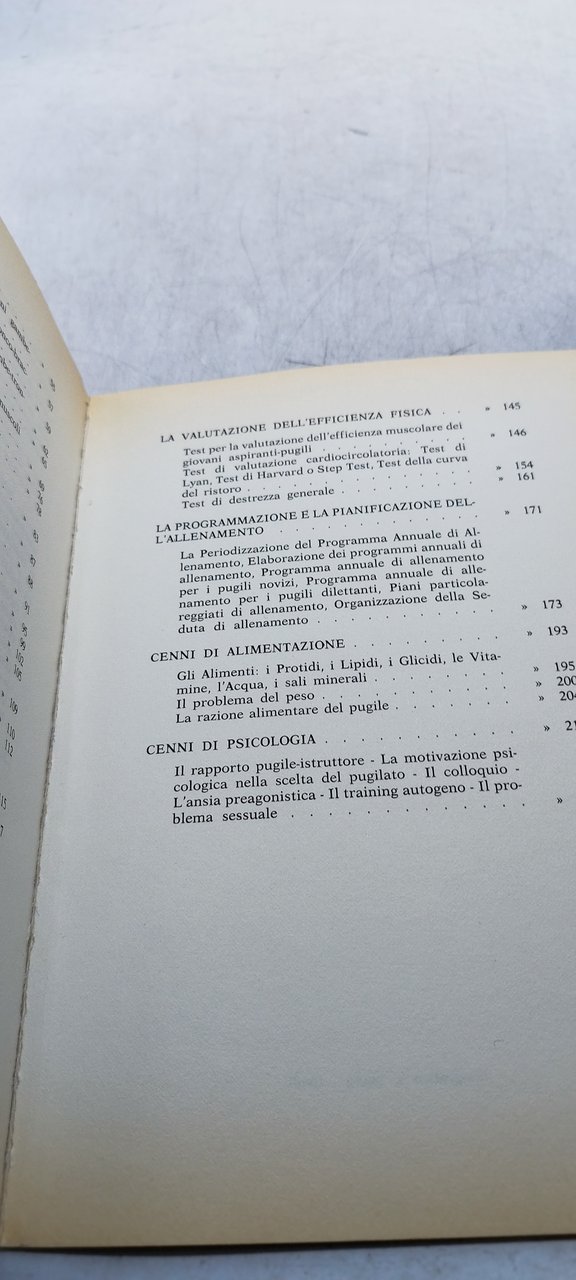 LA VALUTAZIONE DELL'EFFICIENZA FISICA . . » 145
Test per la valutazione dell'efficienza muscolare dei
giovani aspiranti-pugili . . . . . . . . . » 146
Test di valutazione cardiocircolatoria: Test di
Lyan, Test di Harvard o Step Test, Test della curva
del ristoro . . . . . . . . . . . . » 154
Test di destrezza generale . . . . . . . . » 161
LA PROGRAMMAZIONE E LA PIANIFICAZIONE DEL-
L'ALLENAMENTO . . . . . . . . . . . » 171
La Periodizzazione del Programma Annuale di Al-
lenamento, Elaborazione dei programmi annuali di
allenamento, Programma annuale di allenamento
per i pugili novizi, Programma annuale di alle-
namento per i pugili dilettanti, Piani particola-
reggiati di allenamento, Organizzazione della Se-
duta di allenamento . . . . . . . . . » 173
CENNI DI ALIMENTAZIONE . . . . . . . . » 193
Gli Alimenti: i Protidi, i Lipidi, i Glicidi, le Vita-
mine, l'Acqua, i sali minerali . . . . . . . » 195
Il problema del peso . . . . . . . . . . » 200
La razione alimentare del pugile . . . . . . » 20
CENNI DI PSICOLOGIA . . . . . . . . . . » 21
Il rapporto pugile-istruttore - La motivazione psi-
cologica nella scelta del pugilato - Il colloquio -
L'ansia preagonistica - Il training autogeno - Il pro-
blema sessuale . . . . . . . . . . . . »